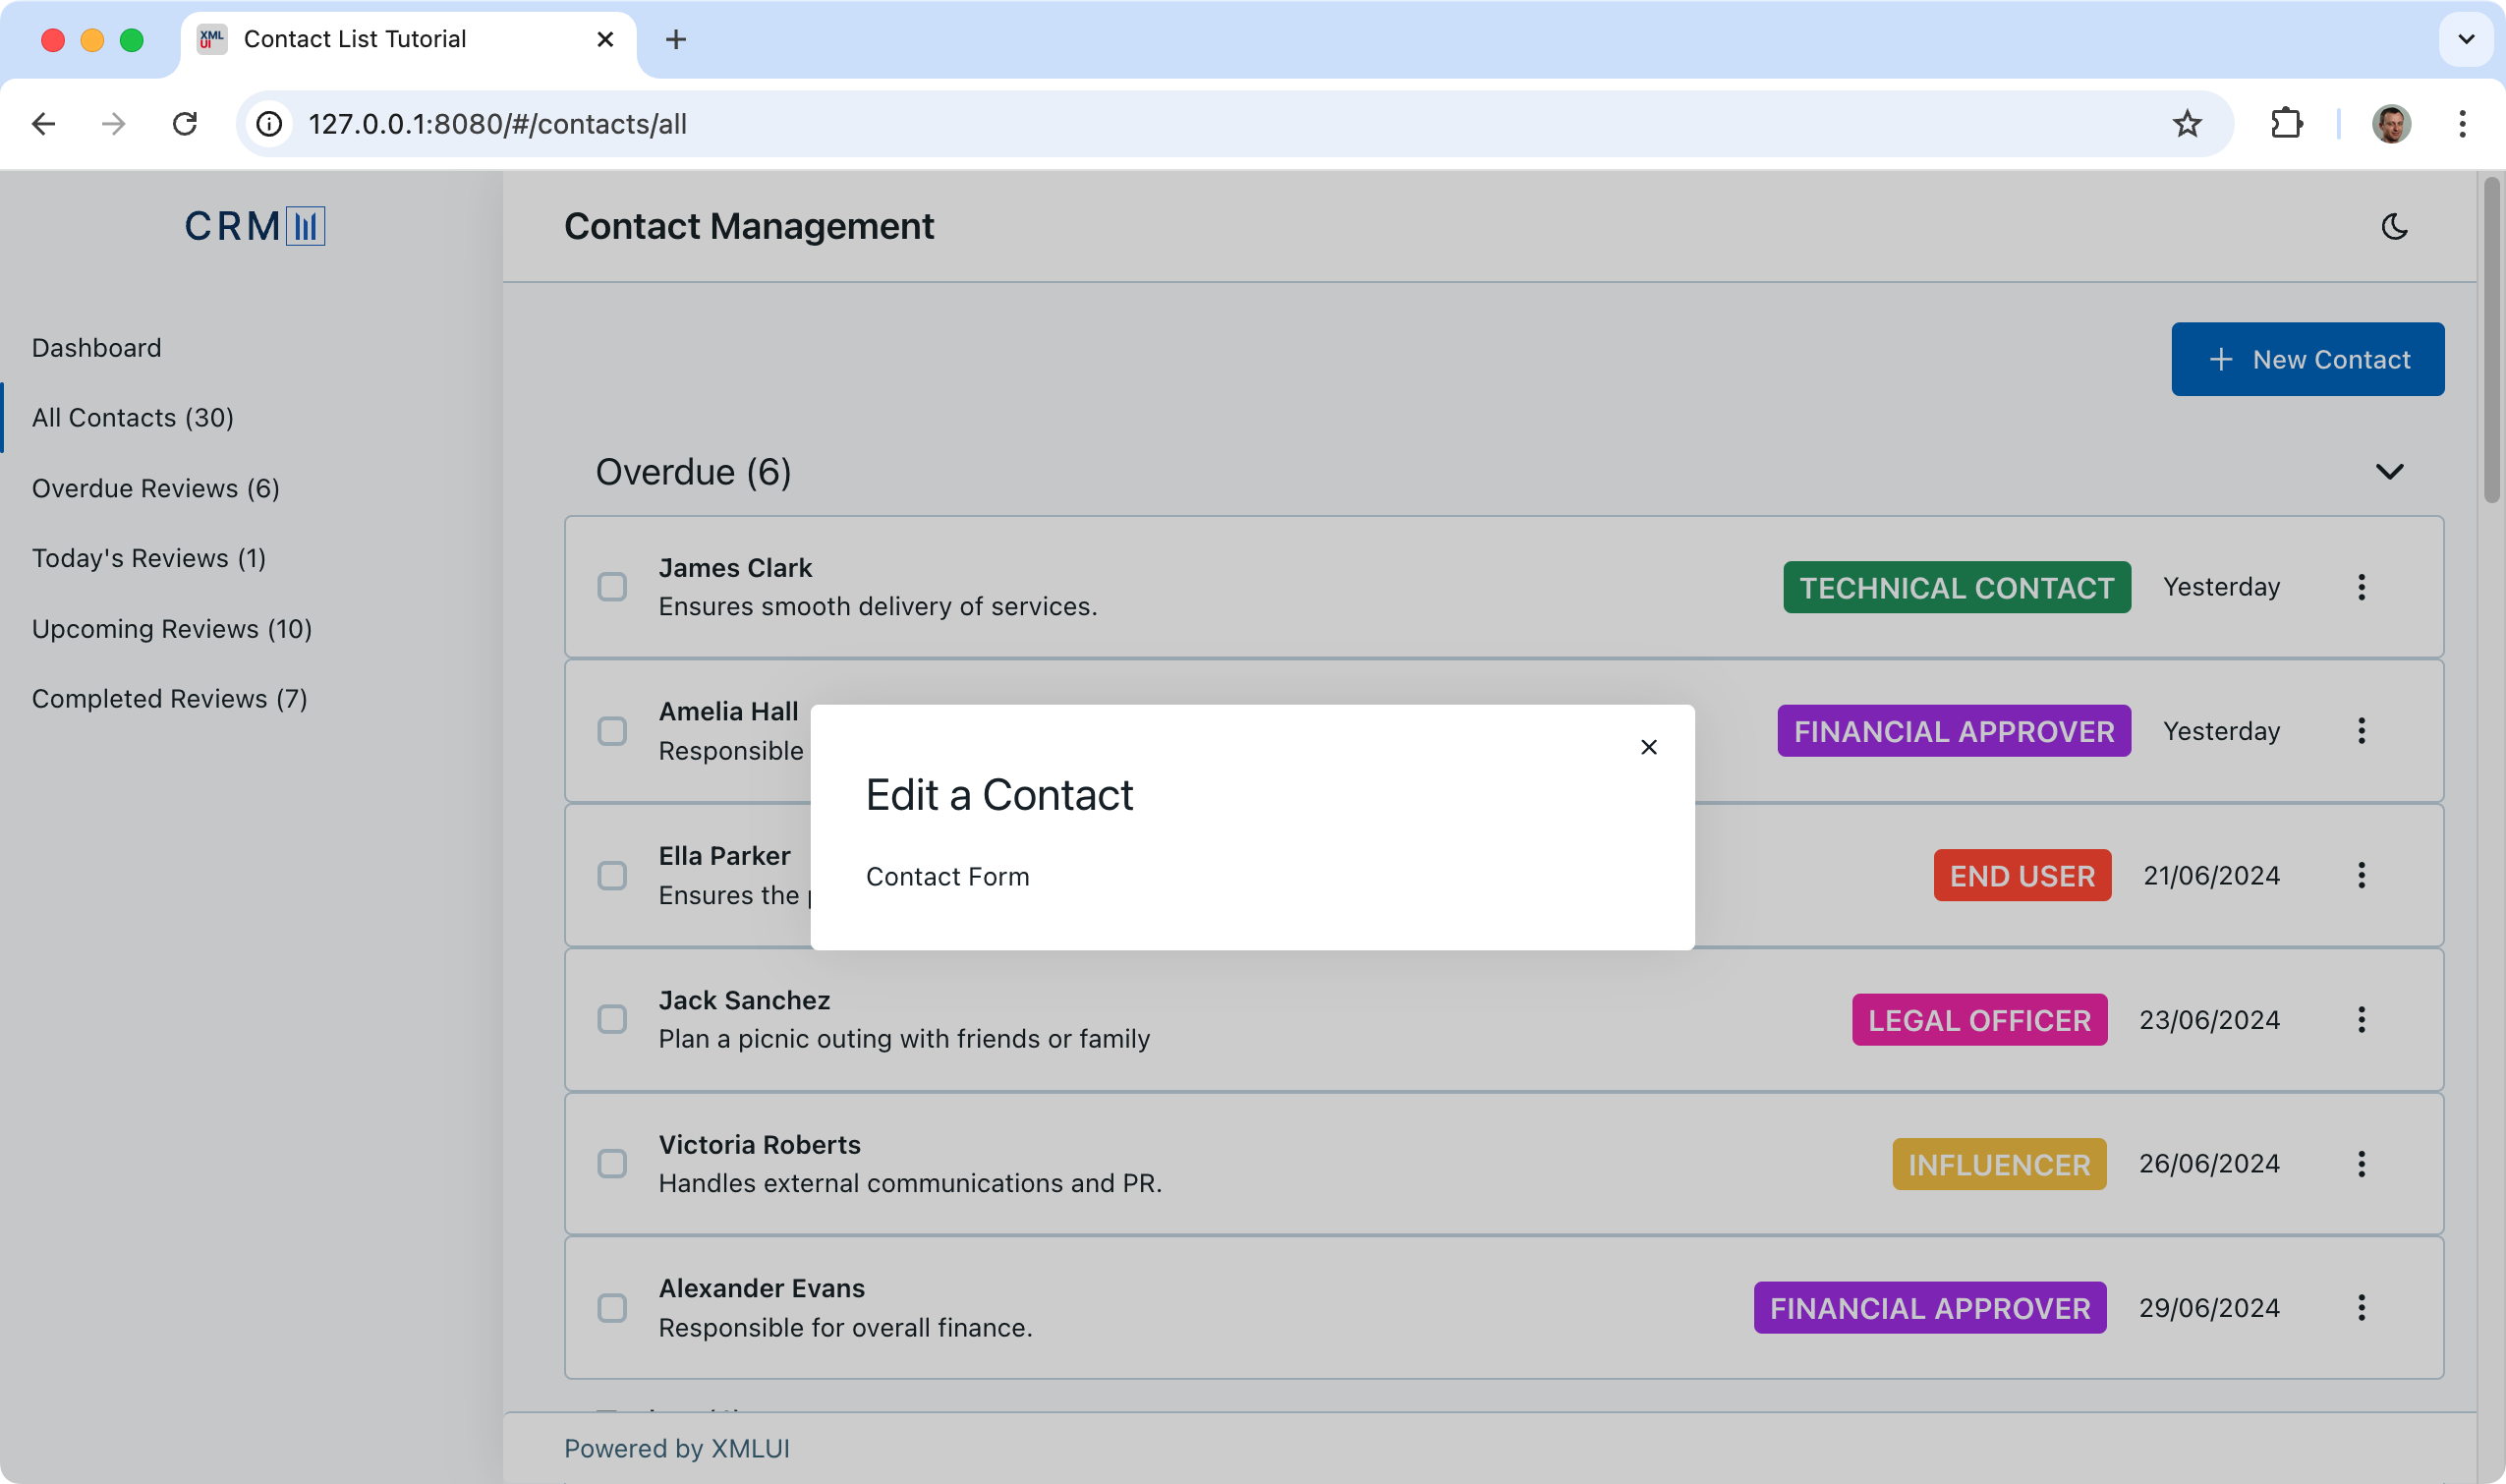 XML
UI
Contact List Tutorial
127.0.0.1:8080/#/contacts/all
CRM
Contact Management
Dashboard
All Contacts (30)
Overdue Reviews (6)
Today's Reviews (1)
Upcoming Reviews (10)
Completed Reviews (7)
New Contact
Overdue (6)
James Clark
Ensures smooth delivery of services.
TECHNICAL CONTACT
Yesterday
Amelia Hall
Responsible
FINANCIAL APPROVER
Yesterday
Edit a Contact
Contact Form
Ella Parker
Ensures the
END USER
21/06/2024
Jack Sanchez
Plan a picnic outing with friends or family
LEGAL OFFICER
23/06/2024
Victoria Roberts
Handles external communications and PR.
INFLUENCER
26/06/2024
Alexander Evans
Responsible for overall finance.
FINANCIAL APPROVER
29/06/2024
Powered by XMLUI